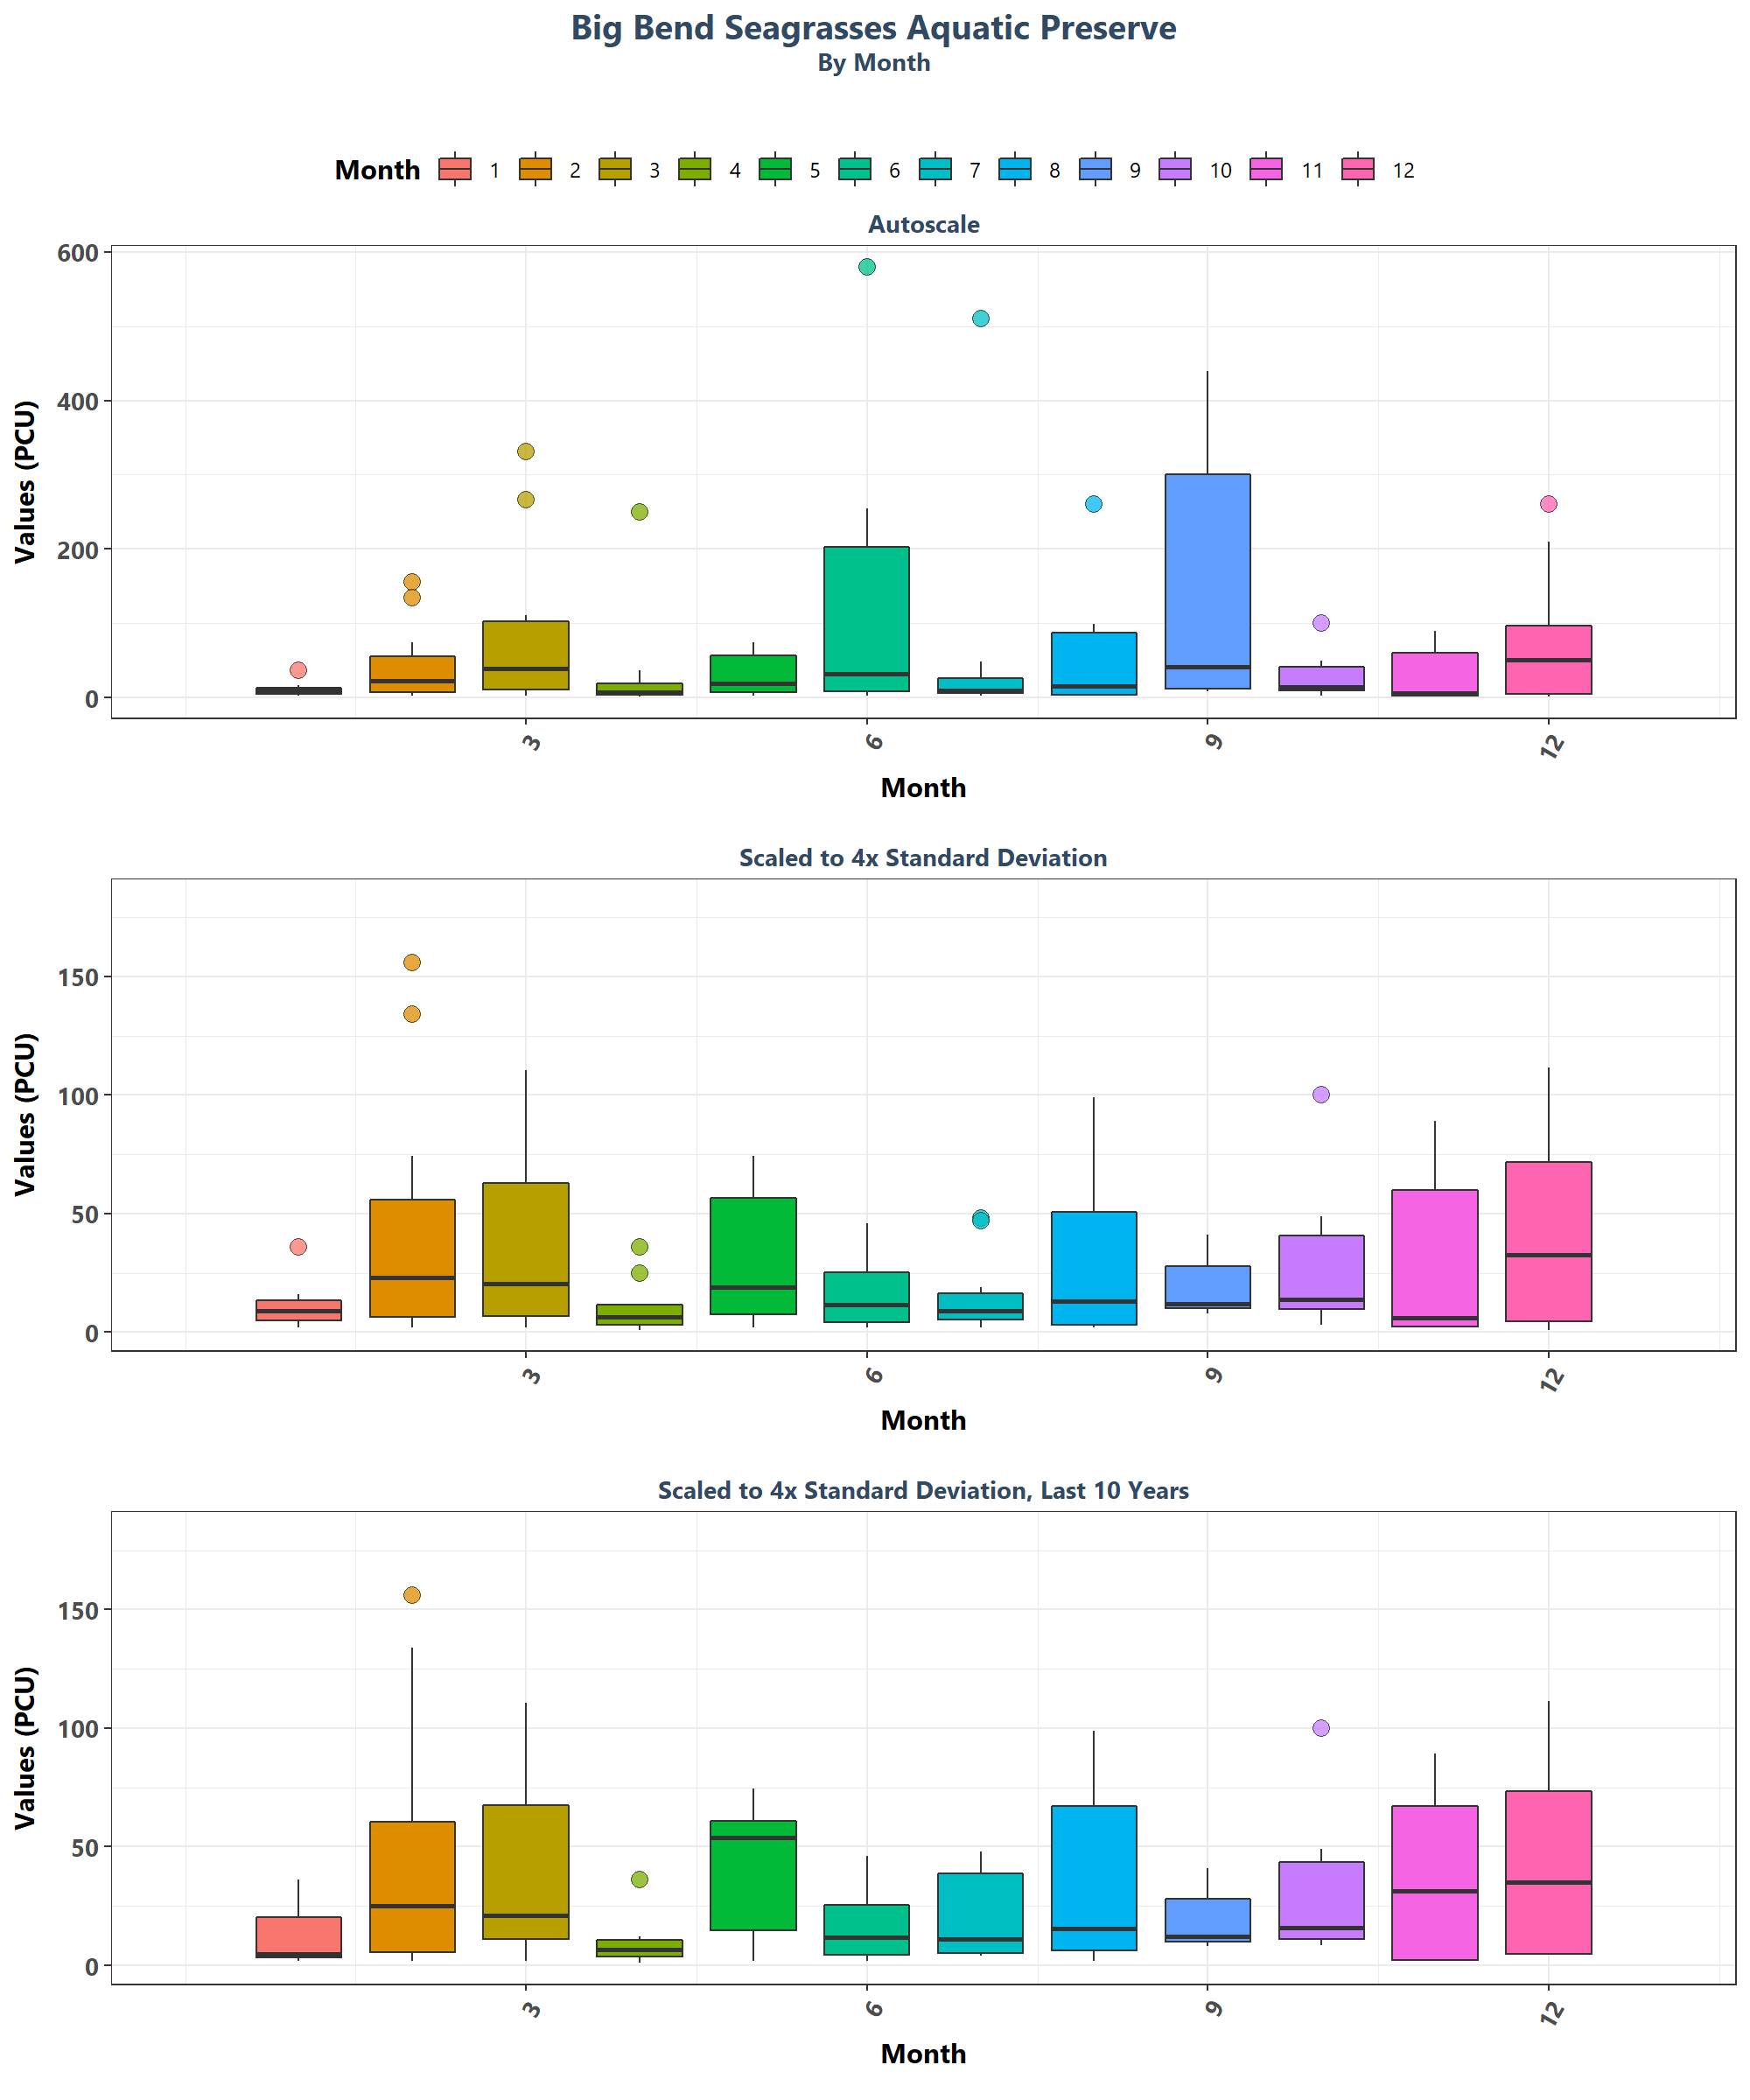 Big Bend Seagrasses Aquatic Preserve
By Month
Month 1 2 3 4 5 6 7 8 9 10 11 12
Autoscale
600
400
200
0
Values (PCU)
3 6 9 12
Month
Scaled to 4x Standard Deviation
150
100
50
0
Values (PCU)
3 6 9 12
Month
Scaled to 4x Standard Deviation, Last 10 Years
150
100
50
0
Values (PCU)
3 6 9 12
Month